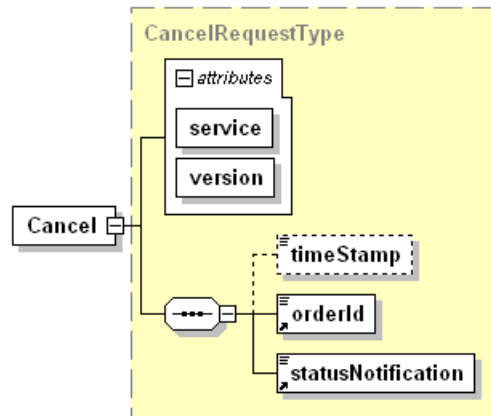 CancelRequestType
attributes
service
version
Cancel
timeStamp
orderId
statusNotification